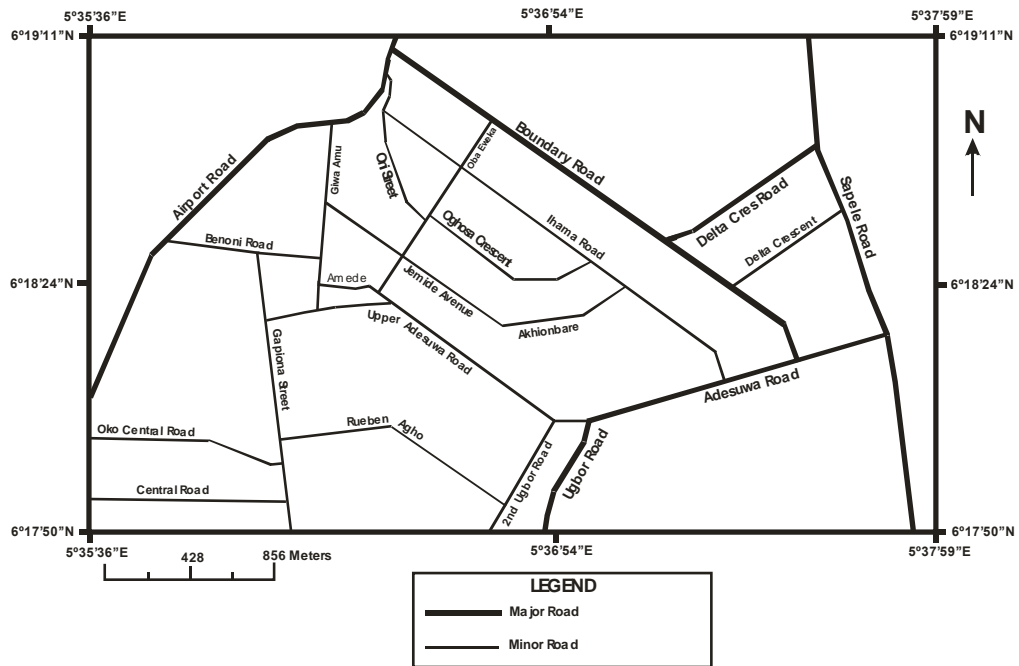 5°35'36”E
5°36'54”E
5°37'59”E
6°19'11”N
6°19'11”N
N
Airport Road
Giwa Amu
Ori Street
Oba Eweka
Boundary Road
Ihama Road
Delta Cres Road
Delta Crescent
Sapele Road
Benoni Road
Oghosa Crescert
6°18'24”N
6°18'24”N
Amede
Jemide Avenue
Akhionbare
Upper Adesuwa Road
Gapiona Street
Adesuwa Road
Oko Central Road
Rueben Agho
2nd Ugbor Road
Ugbor Road
Central Road
6°17'50”N
6°17'50”N
5°35'36”E
5°36'54”E
5°37'59”E
428
856 Meters
LEGEND
Major Road
Minor Road